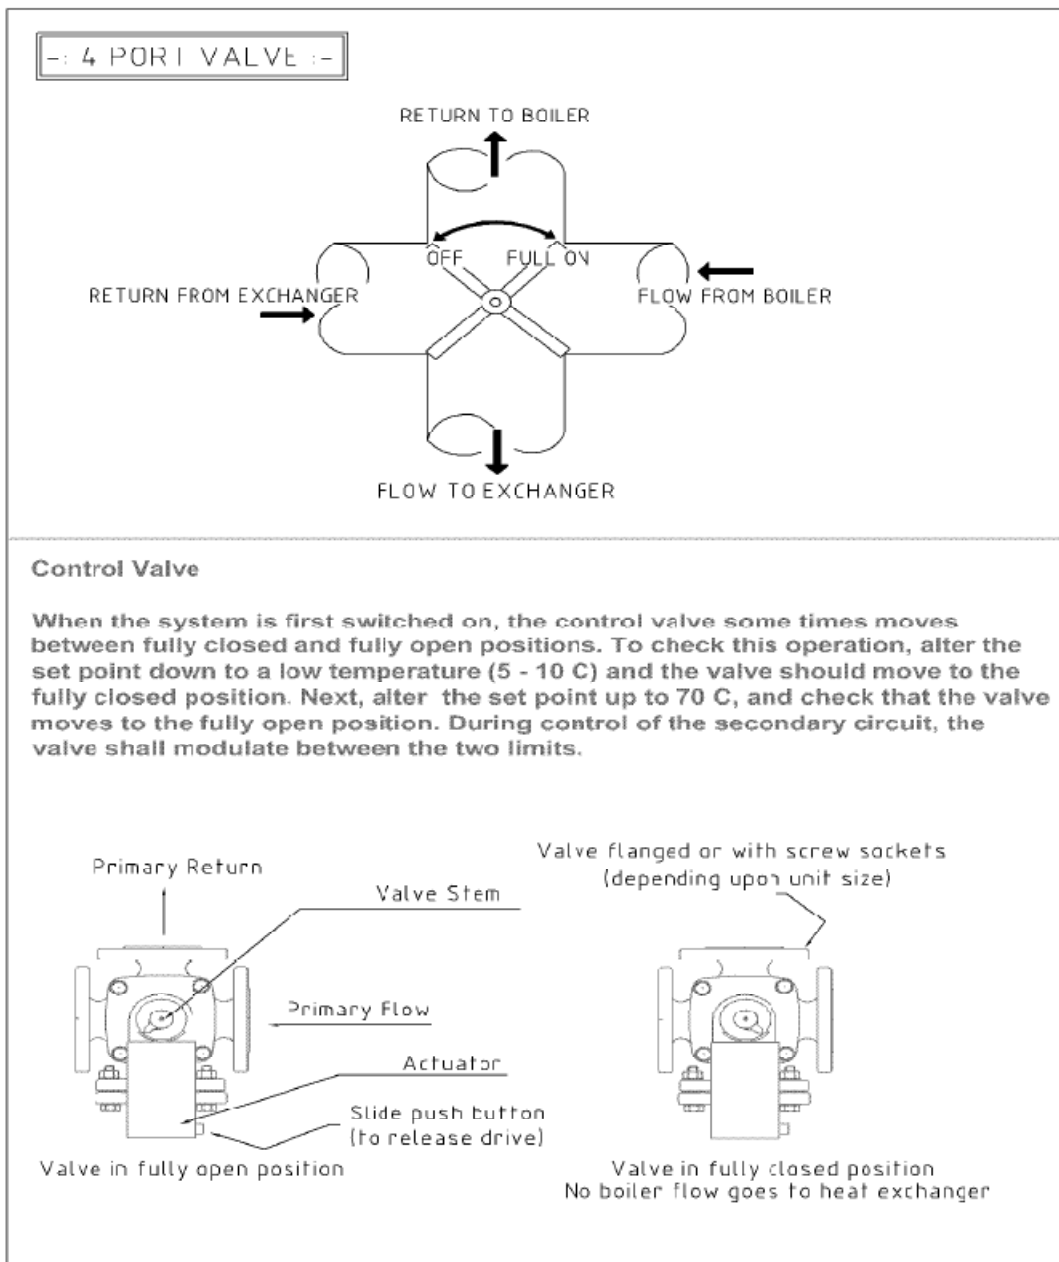 -: 4 PORT VALVE :-
RETURN TO BOILER
OFF FULL ON
RETURN FROM EXCHANGER
FLOW FROM BOILER
FLOW TO EXCHANGER
Control Valve
When the system is first switched on, the control valve some times moves
between fully closed and fully open positions. To check this operation, alter the
set point down to a low temperature (5 - 10 C) and the valve should move to the
fully closed position. Next, alter the set point up to 70 C, and check that the valve
moves to the fully open position. During control of the secondary circuit, the
valve shall modulate between the two limits.
Primary Return
Valve Stem
Primary Flow
Actuator
Slide push button
(to release drive)
Valve in fully open position
Valve flanged or with screw sockets
(depending upon unit size)
Valve in fully closed position
No boiler flow goes to heat exchanger